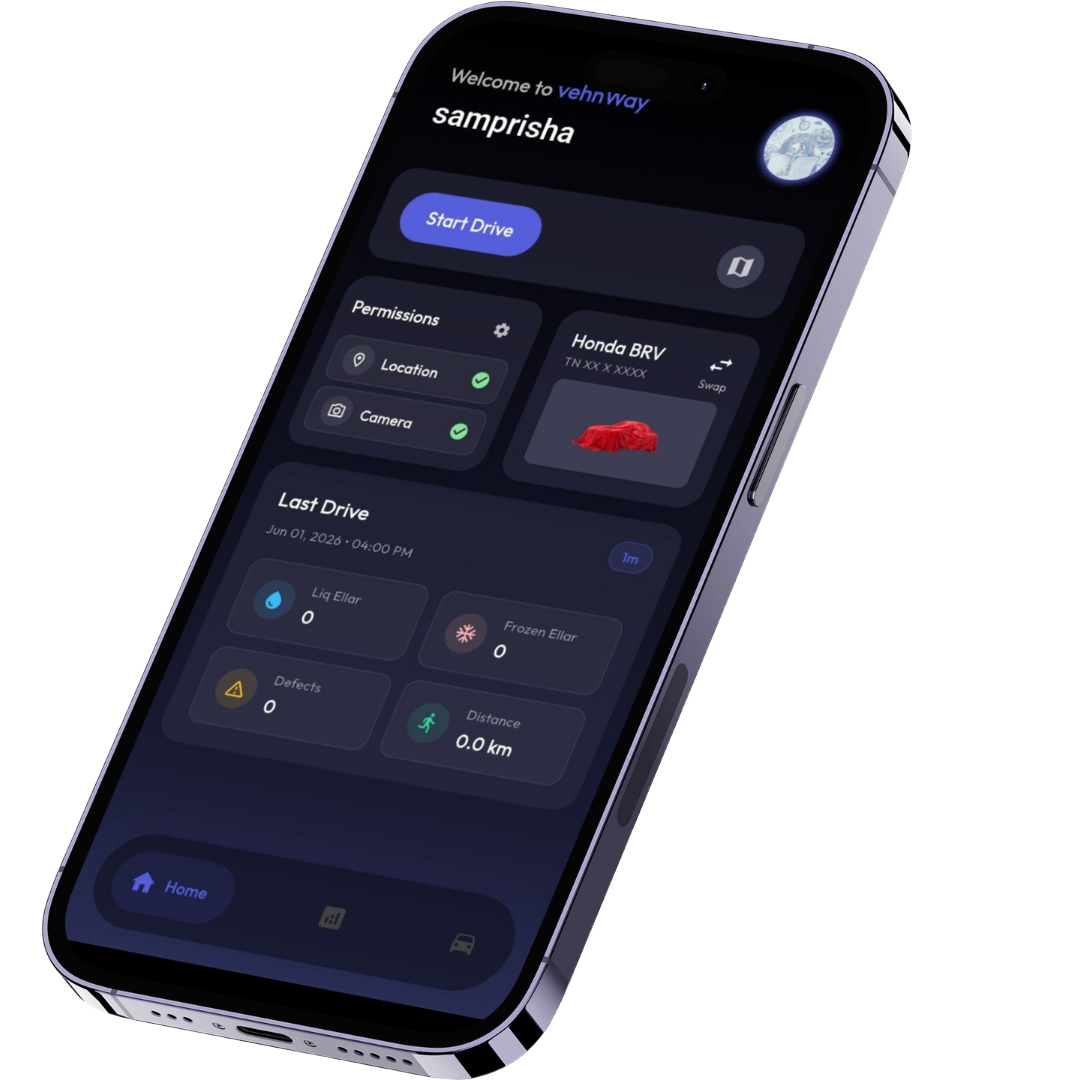 Welcome to vehnway
samprisha
Start Drive
Permissions
Location
Camera
Honda BRV
TN XX X XXXX
Swap
Last Drive
Jun 01, 2026 • 04:00 PM
1m
Liq Ellar
0
Frozen Ellar
0
Defects
0
Distance
0.0 km
Home